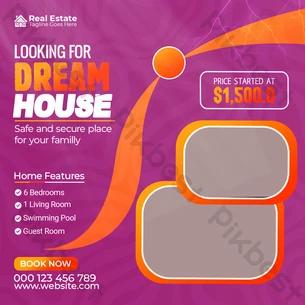 Real Estate
Tagline Goes Here
LOOKING FOR
DREAM
HOUSE
Safe and secure place
for your familly
PRICE STARTED AT
$1,500.0
Home Features
6 Bedrooms
1 Living Room
Swimming Pool
Guest Room
BOOK NOW
000 123 456 789
www.website.com
pikbest